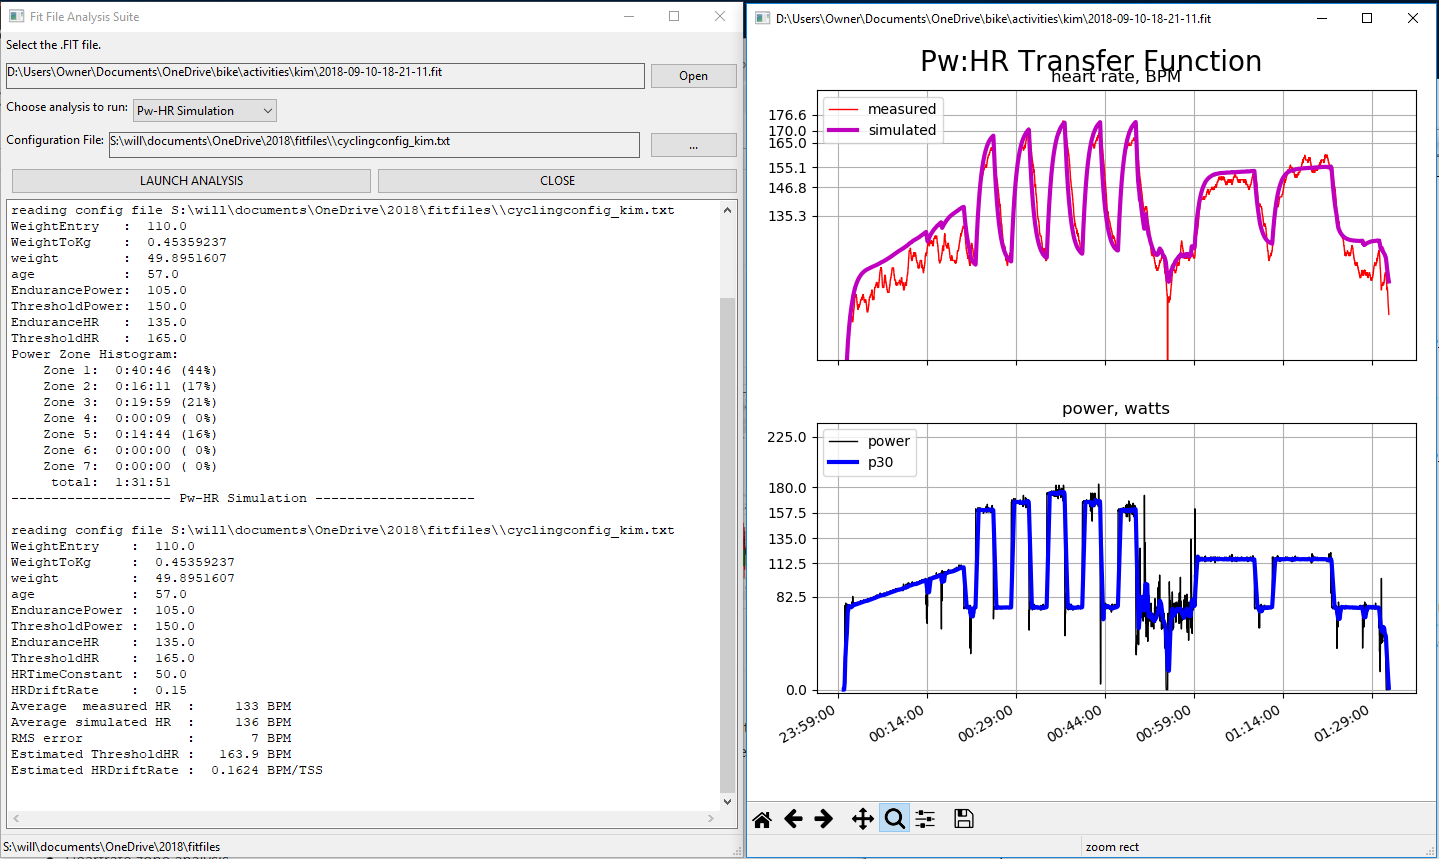 Fit File Analysis Suite
Select the .FIT file.
D:\Users\Owner\Documents\OneDrive\bike\activities\kim\2018-09-10-18-21-11.fit
Open
Choose analysis to run: Pw-HR Simulation
Configuration File: S:\will\documents\OneDrive\2018\fitfiles\\cyclingconfig_kim.txt
...
LAUNCH ANALYSIS CLOSE
reading config file S:\will\documents\OneDrive\2018\fitfiles\\cyclingconfig_kim.txt
WeightEntry : 110.0
WeightToKg : 0.45359237
weight : 49.8951607
age : 57.0
EndurancePower: 105.0
ThresholdPower: 150.0
EnduranceHR : 135.0
ThresholdHR : 165.0
Power Zone Histogram:
Zone 1: 0:40:46 (44%)
Zone 2: 0:16:11 (17%)
Zone 3: 0:19:59 (21%)
Zone 4: 0:00:09 ( 0%)
Zone 5: 0:14:44 (16%)
Zone 6: 0:00:00 ( 0%)
Zone 7: 0:00:00 ( 0%)
total: 1:31:51
-------------------- Pw-HR Simulation --------------------
reading config file S:\will\documents\OneDrive\2018\fitfiles\\cyclingconfig_kim.txt
WeightEntry : 110.0
WeightToKg : 0.45359237
weight : 49.8951607
age : 57.0
EndurancePower : 105.0
ThresholdPower : 150.0
EnduranceHR : 135.0
ThresholdHR : 165.0
HRTimeConstant : 50.0
HRDriftRate : 0.15
Average measured HR : 133 BPM
Average simulated HR : 136 BPM
RMS error : 7 BPM
Estimated ThresholdHR : 163.9 BPM
Estimated HRDriftRate : 0.1624 BPM/TSS
S:\will\documents\OneDrive\2018\fitfiles
D:\Users\Owner\Documents\OneDrive\bike\activities\kim\2018-09-10-18-21-11.fit
Pw:HR Transfer Function
heart rate, BPM
measured
simulated
176.6
170.0
165.0
155.1
146.8
135.3
power, watts
power
p30
225.0
180.0
157.5
135.0
112.5
82.5
0.0
23:59:00 00:14:00 00:29:00 00:44:00 00:59:00 01:14:00 01:29:00
zoom rect